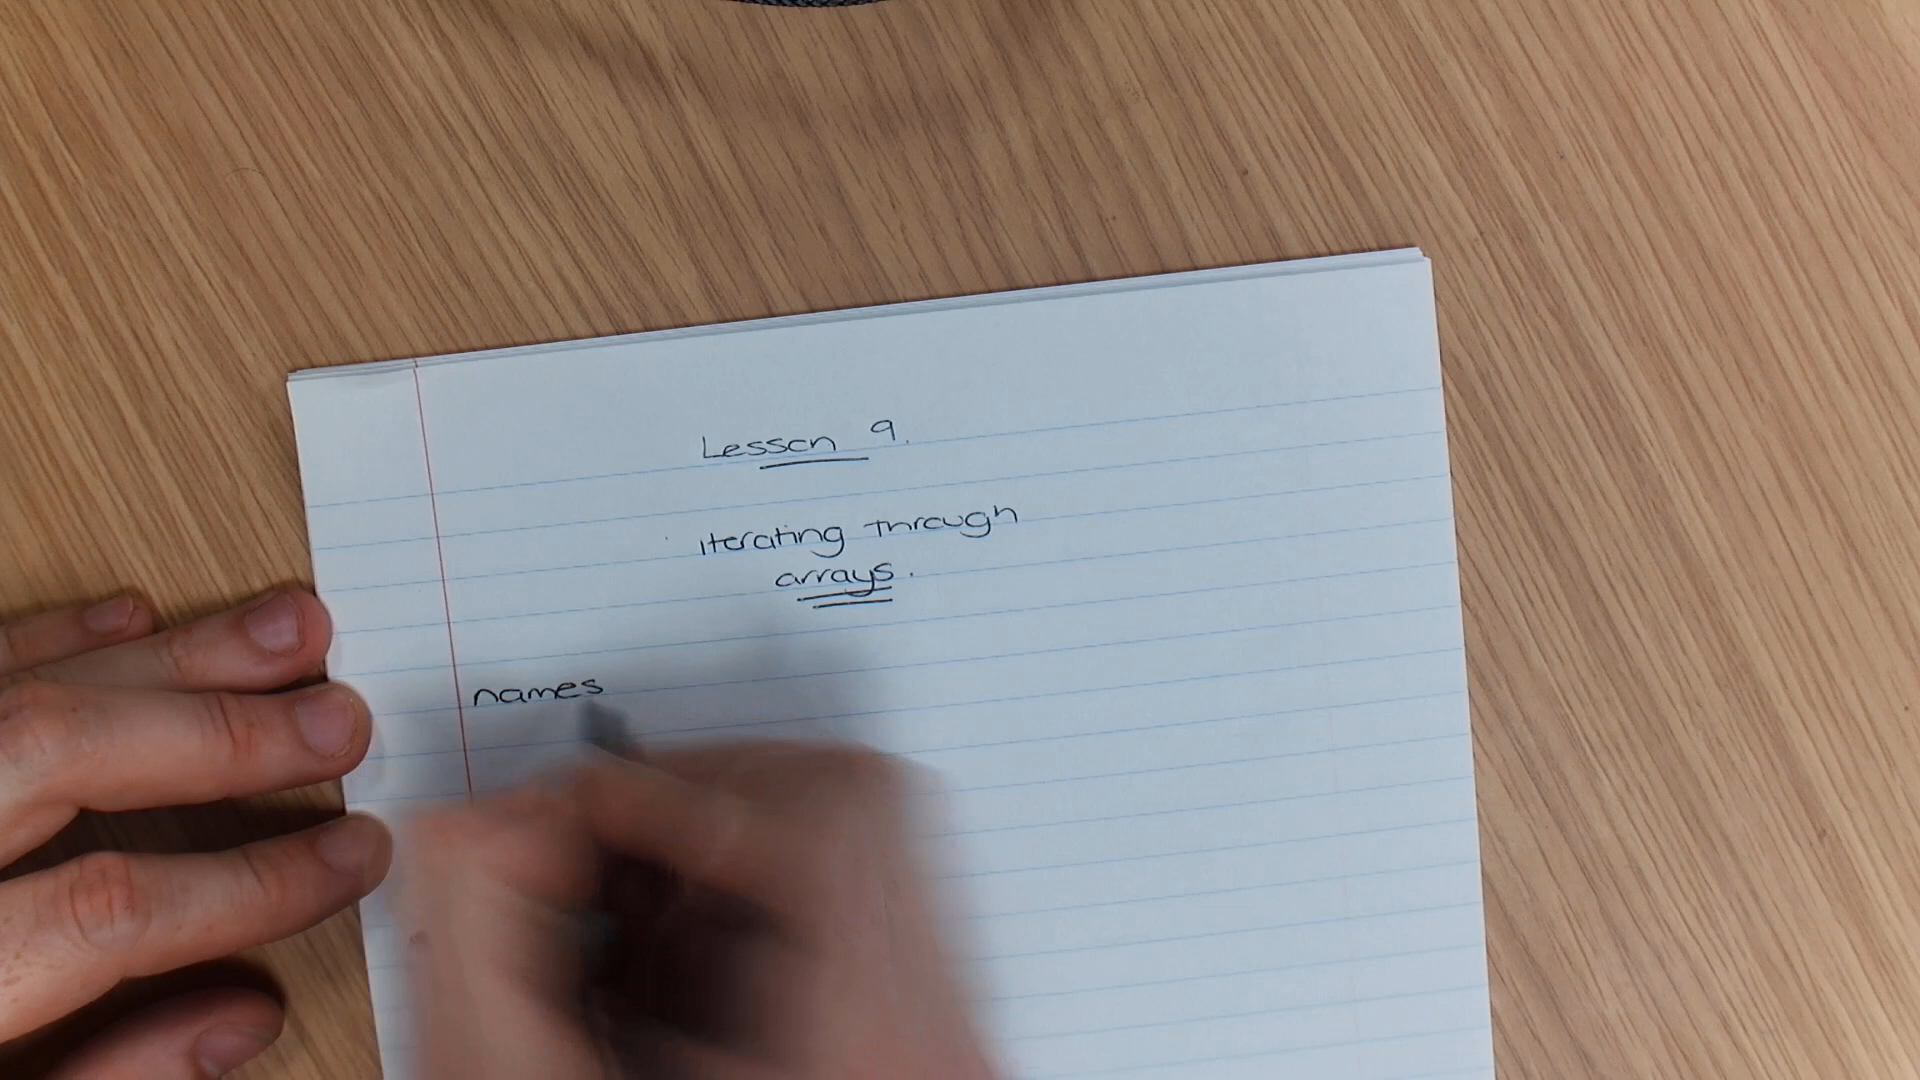 Lesson 9.
iterating through
arrays.
names